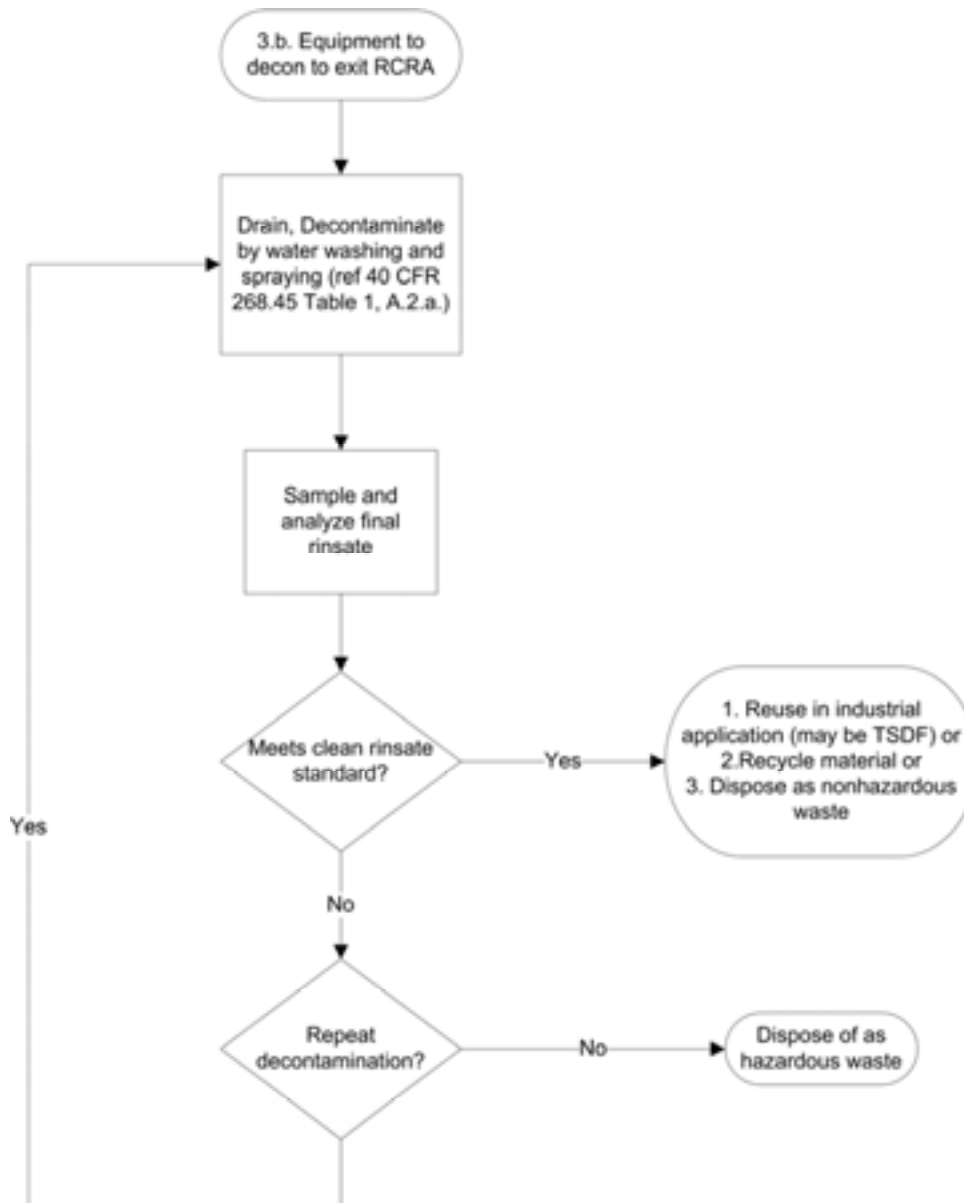 3.b. Equipment to
decon to exit RCRA
Drain, Decontaminate
by water washing and
spraying (ref 40 CFR
268.45 Table 1, A.2.a.)
Sample and
analyze final
rinsate
Meets clean rinsate
standard?
Yes
1. Reuse in industrial
application (may be TSDF) or
2.Recycle material or
3. Dispose as nonhazardous
waste
Yes
No
Repeat
decontamination?
No
Dispose of as
hazardous waste